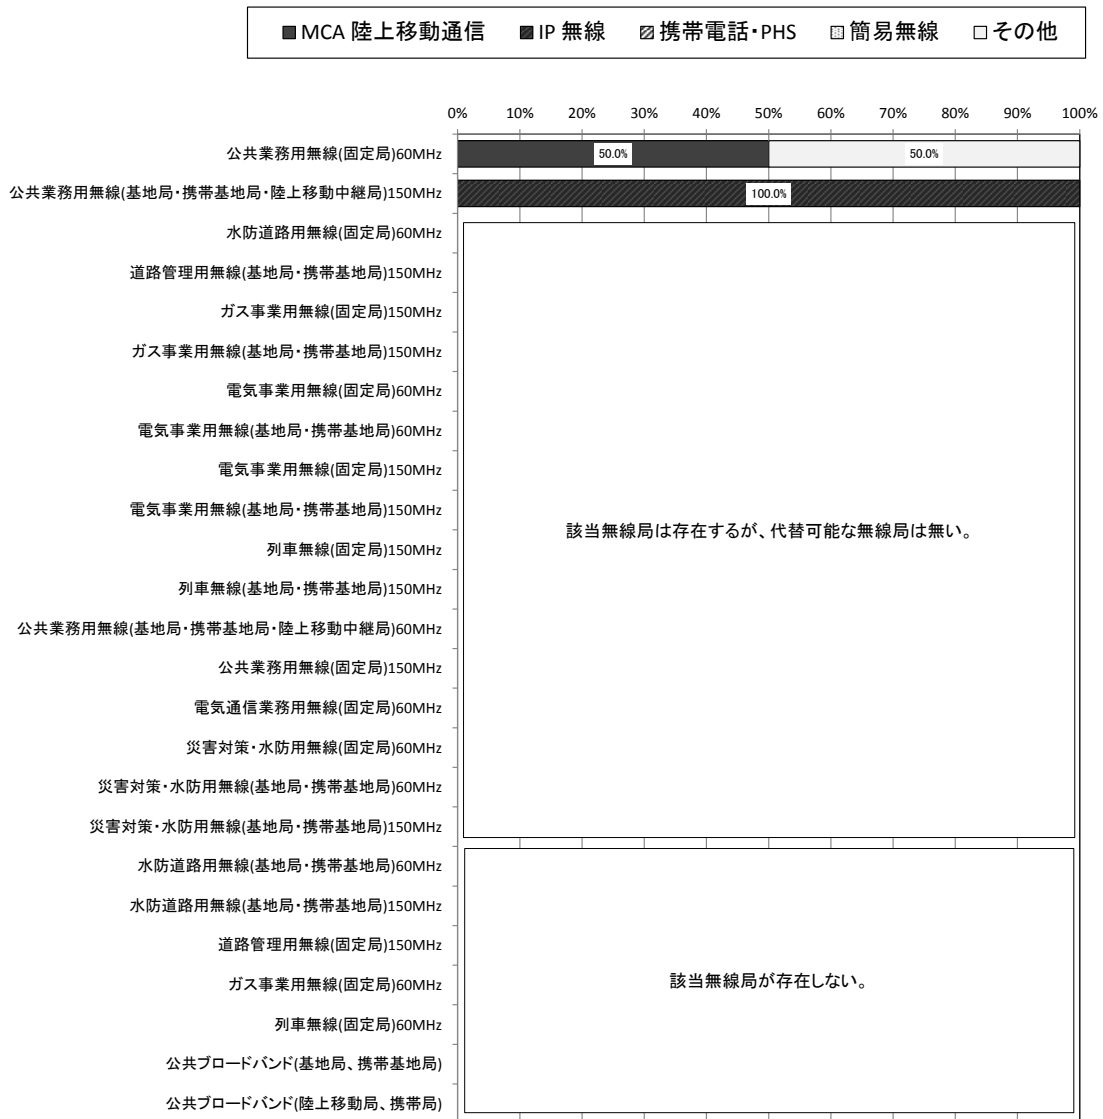 MCA 陸上移動通信 IP 無線 携帯電話・PHS 簡易無線 その他
0% 10% 20% 30% 40% 50% 60% 70% 80% 90% 100%
公共業務用無線(固定局)60MHz 50.0% 50.0%
公共業務用無線(基地局・携帯基地局・陸上移動中継局)150MHz 100.0%
水防道路用無線(固定局)60MHz
道路管理用無線(基地局・携帯基地局)150MHz
ガス事業用無線(固定局)150MHz
ガス事業用無線(基地局・携帯基地局)150MHz
電気事業用無線(固定局)60MHz
電気事業用無線(基地局・携帯基地局)60MHz
電気事業用無線(固定局)150MHz
電気事業用無線(基地局・携帯基地局)150MHz
該当無線局は存在するが、代替可能な無線局は無い。
列車無線(固定局)150MHz
列車無線(基地局・携帯基地局)150MHz
公共業務用無線(基地局・携帯基地局・陸上移動中継局)60MHz
公共業務用無線(固定局)150MHz
電気通信業務用無線(固定局)60MHz
災害対策・水防用無線(固定局)60MHz
災害対策・水防用無線(基地局・携帯基地局)60MHz
災害対策・水防用無線(基地局・携帯基地局)150MHz
水防道路用無線(基地局・携帯基地局)60MHz
水防道路用無線(基地局・携帯基地局)150MHz
道路管理用無線(固定局)150MHz
ガス事業用無線(固定局)60MHz
該当無線局が存在しない。
列車無線(固定局)60MHz
公共ブロードバンド(基地局、携帯基地局)
公共ブロードバンド(陸上移動局、携帯局)